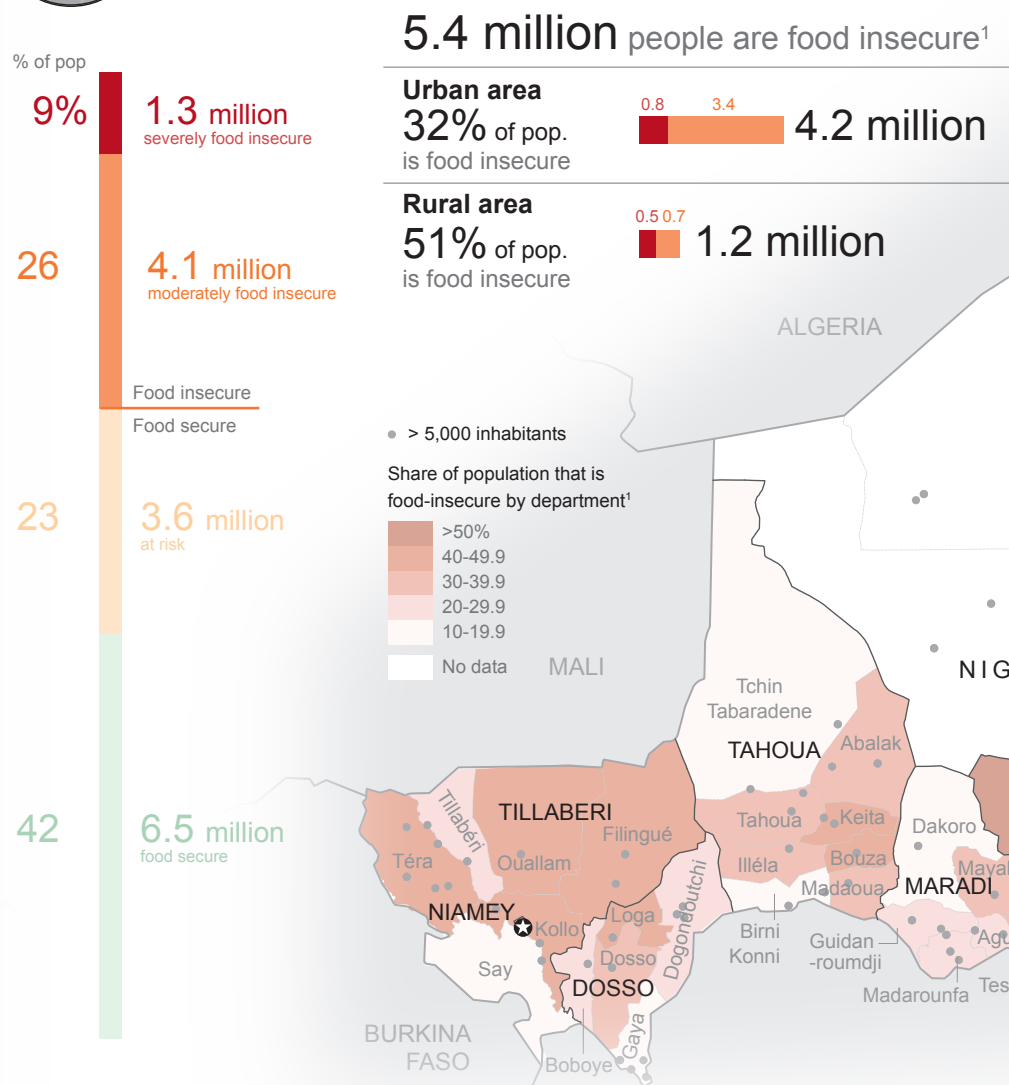 5.4 million people are food insecure¹
% of pop
9%
1.3 million
severely food insecure
26
4.1 million
moderately food insecure
Food insecure
Food secure
23
3.6 million
at risk
42
6.5 million
food secure
Urban area
32% of pop.
is food insecure
0.8 3.4
4.2 million
Rural area
51% of pop.
is food insecure
0.5 0.7
1.2 million
> 5,000 inhabitants
Share of population that is
food-insecure by department¹
>50%
40-49.9
30-39.9
20-29.9
10-19.9
No data
ALGERIA
MALI
NIG
Tchin
Tabaradene
TAHOUA
Abalak
Tillabéri
TILLABERI
Filingué
Tahoua
Keita
Dakoro
Téra
Ouallam
Illéla
Bouza
Mayah
Madaoua
MARADI
NIAMEY
Kollo
Loga
Dogondoutchi
Birni
Konni
Guidan
-roumdji
Agu
Say
Dosso
DOSSO
Madarounfa
Tes
BURKINA
FASO
Boboye
Gaya